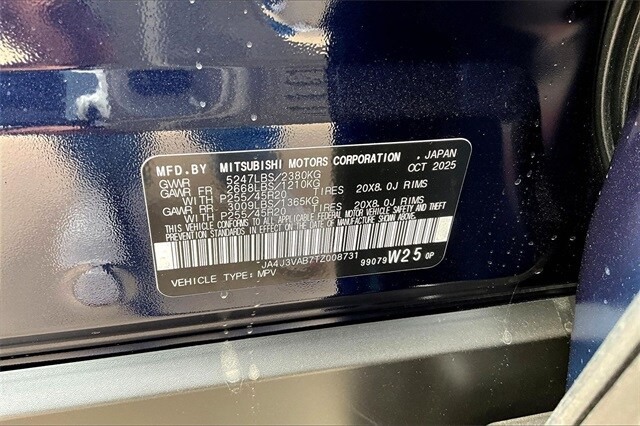 MFD.BY MITSUBISHI MOTORS CORPORATION , JAPAN
GVWR 5247LBS/2380KG OCT 2025
GAWR FR 2668LBS/1210KG
WITH P255/45R20 TIRES 20X8.0J RIMS
GAWR RR 3009LBS/1365KG
WITH P255/45R20 TIRES 20X8.0J RIMS
THIS VEHICLE CONFORMS TO ALL APPLICABLE FEDERAL MOTOR VEHICLE SAFETY AND THEFT
PREVENTION STANDARDS IN EFFECT ON THE DATE OF MANUFACTURE SHOWN ABOVE.
JA4J3VAB7TZ008731
VEHICLE TYPE: MPV 99079 W25 OP